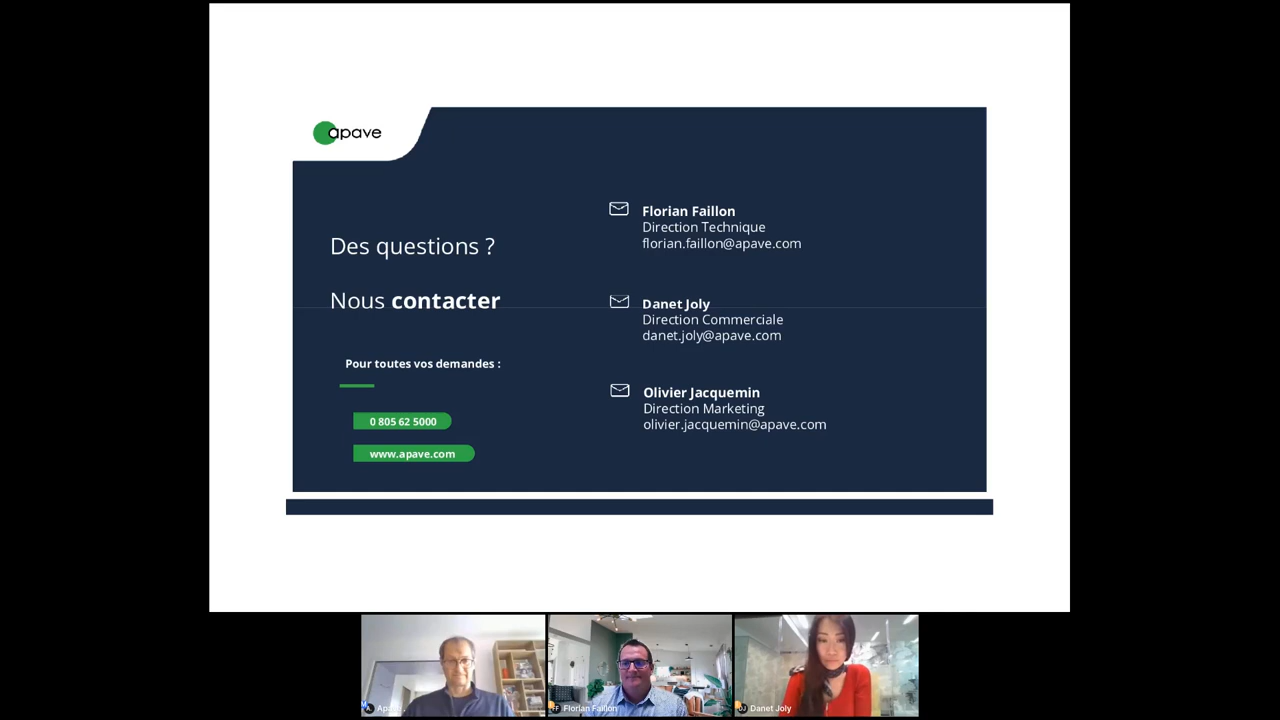 apave
Des questions ?
Nous contacter
Pour toutes vos demandes :
0 805 62 5000
www.apave.com
Florian Faillon
Direction Technique
florian.faillon@apave.com
Danet Joly
Direction Commerciale
danet.joly@apave.com
Olivier Jacquemin
Direction Marketing
olivier.jacquemin@apave.com
FF Florian Faillon
DJ Danet Joly